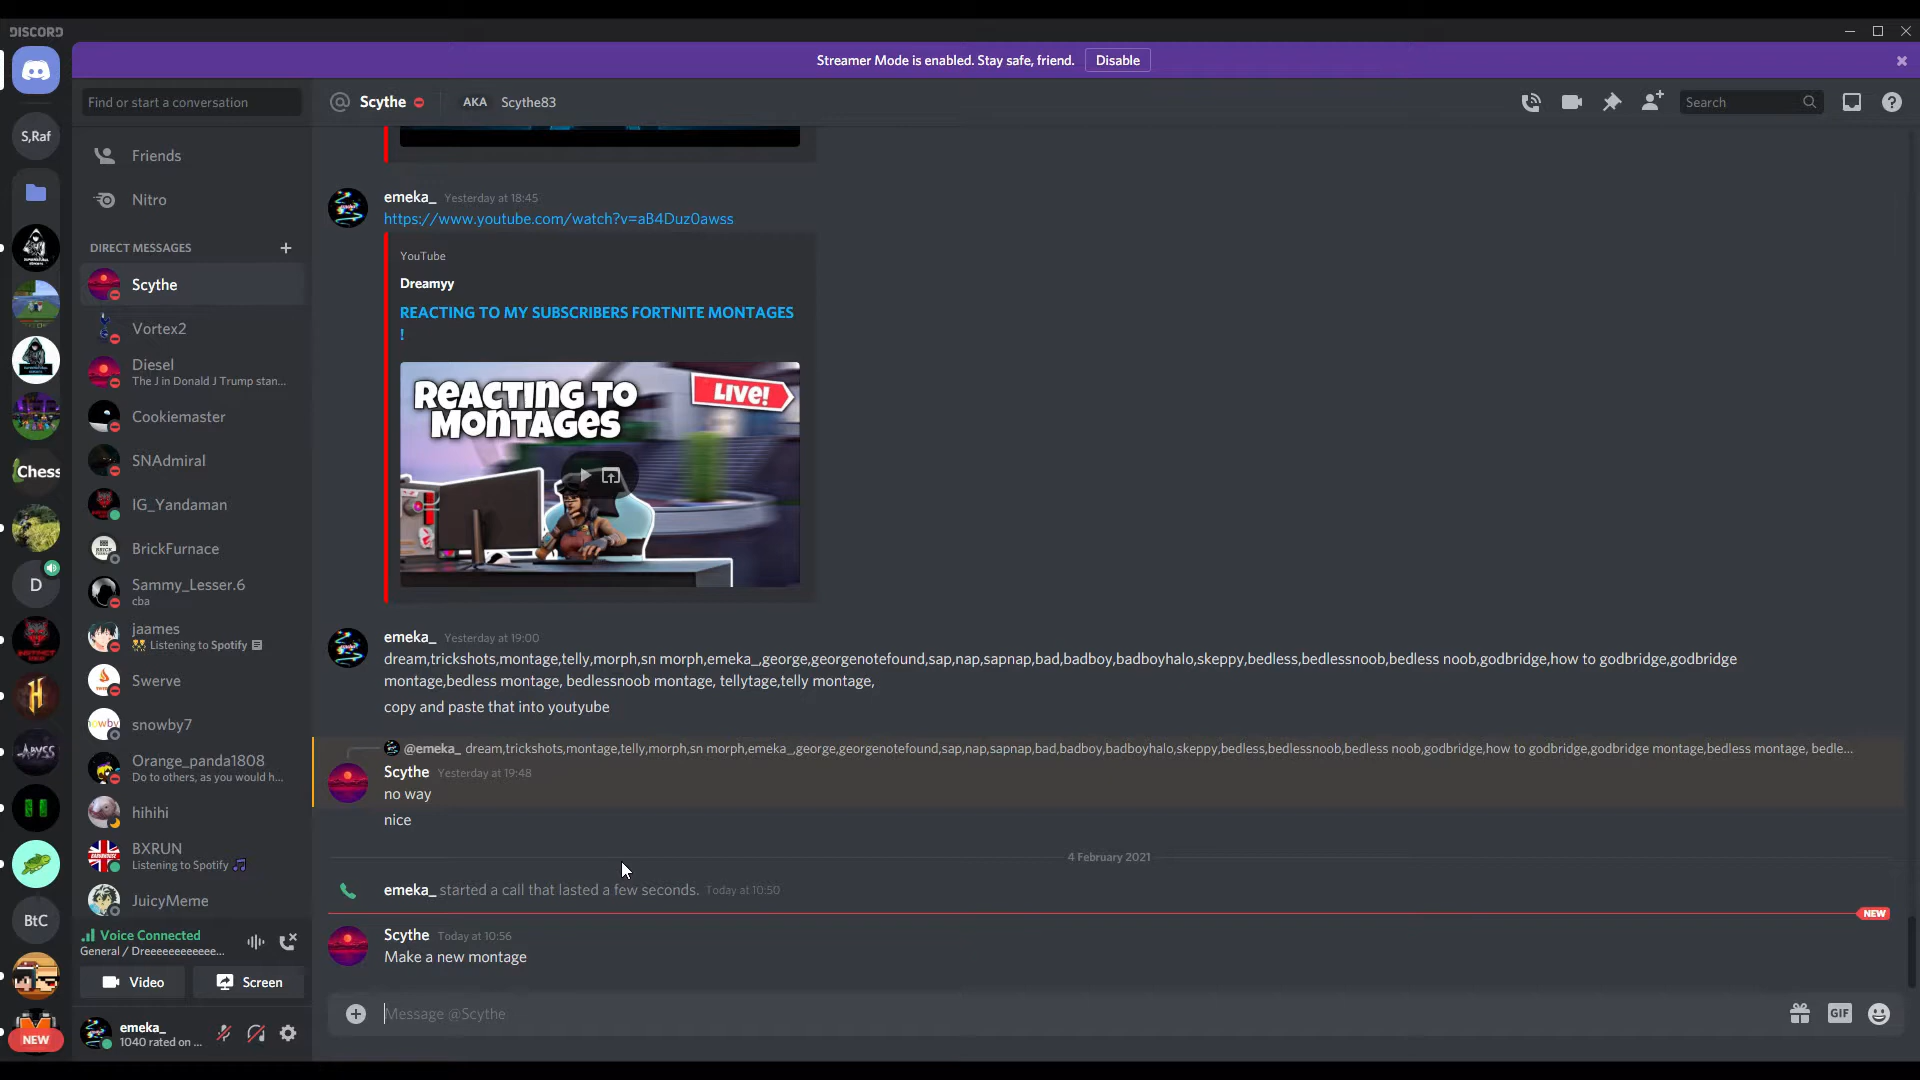 DISCORD
Streamer Mode is enabled. Stay safe, friend.
Disable
Find or start a conversation
Scythe
AKA
Scythe83
Search
S,Raf
Friends
Nitro
DIRECT MESSAGES
Scythe
Vortex2
Diesel
The J in Donald J Trump stan...
Cookiemaster
SNAdmiral
IG_Yandaman
BrickFurnace
Sammy_Lesser.6
cba
jaames
Listening to Spotify
Swerve
snowby7
Orange_panda1808
Do to others, as you would h...
hihihi
BXRUN
Listening to Spotify
JuicyMeme
Chess
D
ABYSS
BtC
NEW
Voice Connected
General / Dreeeeeeeeeeee...
Video
Screen
emeka_
1040 rated on ...
emeka_ Yesterday at 18:45
https://www.youtube.com/watch?v=aB4Duz0awss
YouTube
Dreamyy
REACTING TO MY SUBSCRIBERS FORTNITE MONTAGES
!
REACTING TO
MONTAGES
LIVE!
emeka_ Yesterday at 19:00
dream,trickshots,montage,telly,morph,sn morph,emeka_,george,georgenotefound,sap,nap,sapnap,bad,badboy,badboyhalo,skeppy,bedless,bedlessnoob,bedless noob,godbridge,how to godbridge,godbridge
montage,bedless montage, bedlessnoob montage, tellytage,telly montage,
copy and paste that into youtyube
@emeka_ dream,trickshots,montage,telly,morph,sn morph,emeka_,george,georgenotefound,sap,nap,sapnap,bad,badboy,badboyhalo,skeppy,bedless,bedlessnoob,bedless noob,godbridge,how to godbridge,godbridge montage,bedless montage, bedle...
Scythe Yesterday at 19:48
no way
nice
4 February 2021
emeka_ started a call that lasted a few seconds. Today at 10:50
NEW
Scythe Today at 10:56
Make a new montage
Message @Scythe
GIF